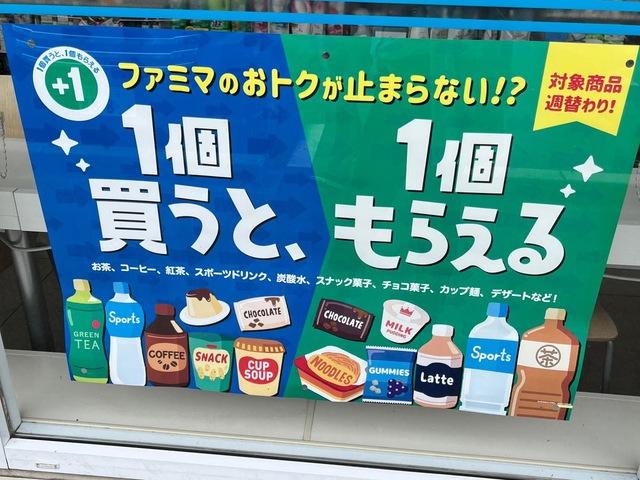 1個買うと、1個もらえる
+1
ファミマのおトクが止まらない!?
対象商品
週替わり!
1個
買うと、
1個
もらえる
お茶、コーヒー、紅茶、スポーツドリンク、炭酸水、スナック菓子、チョコ菓子、カップ麺、デザートなど!
GREEN
TEA
Sports
COFFEE
SNACK
CHOCOLATE
CUP
SOUP
CHOCOLATE
MILK
PUDDING
NOODLES
GUMMIES
Latte
Sports
茶